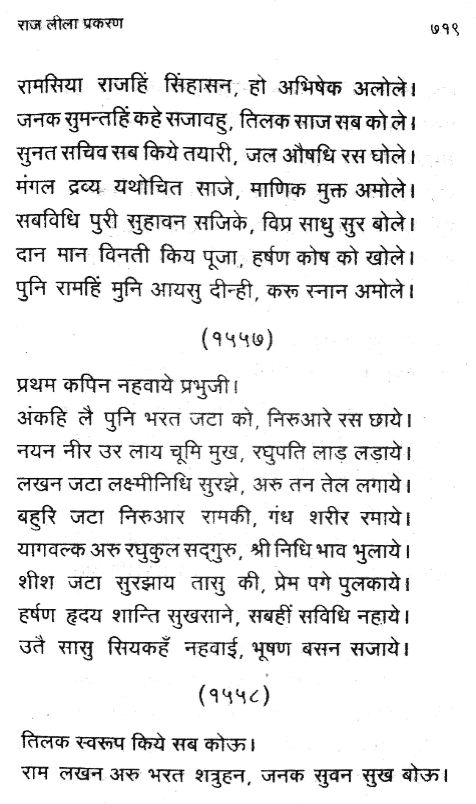 राज लीला प्रकरण
७१९
रामसिया राजहिं सिंहासन, हो अभिषेक अलोले।
जनक सुमन्तहिं कहे सजावहु, तिलक साज सब को ले।
सुनत सचिव सब किये तयारी, जल औषधि रस घोले।
मंगल द्रव्य यथोचित साजे, माणिक मुक्त अमोले।
सबविधि पुरी सुहावन सजिके, विप्र साधु सुर बोले।
दान मान विनती किय पूजा, हर्षण कोष को खोले।
पुनि रामहिं मुनि आयसु दीन्ही, करू स्नान अमोले।
(१५५७)
प्रथम कपिन नहवाये प्रभुजी।
अंकहि लै पुनि भरत जटा को, निरुआरे रस छाये।
नयन नीर उर लाय चूमि मुख, रघुपति लाड़ लड़ाये।
लखन जटा लक्ष्मीनिधि सुरझे, अरु तन तेल लगाये।
बहुरि जटा निरुआर रामकी, गंध शरीर रमाये।
यागवल्क अरु रघुकुल सद्‌गुरु, श्री निधि भाव भुलाये।
शीश जटा सुरझाय तासु की, प्रेम पगे पुलकाये।
हर्षण हृदय शान्ति सुखसाने, सबहीं सविधि नहाये।
उतै सासु सियकहँ नहवाई, भूषण बसन सजाये।
(१५५८)
तिलक स्वरूप किये सब कोऊ।
राम लखन अरु भरत शत्रुहन, जनक सुवन सुख बोऊ।